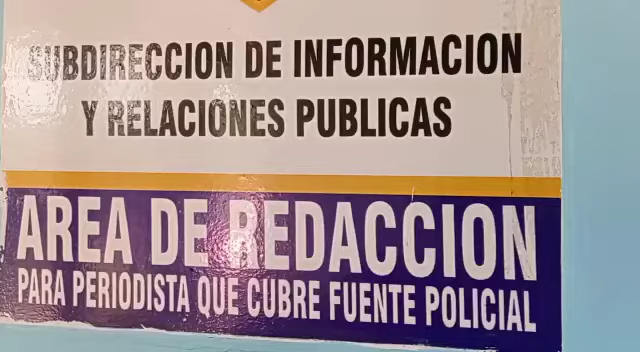 SUBDIRECCION DE INFORMACION
Y RELACIONES PUBLICAS
AREA DE REDACCION
PARA PERIODISTA QUE CUBRE FUENTE POLICIAL